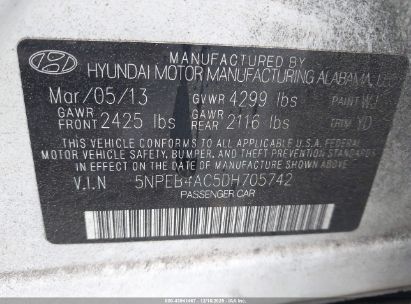 MANUFACTURED BY
HYUNDAI MOTOR MANUFACTURING ALABAMA,
Mar/05/13 GVWR 4299 lbs PAINT WJ
GAWR FRONT 2425 lbs GAWR REAR 2116 lbs TRIM
THIS VEHICLE CONFORMS TO ALL APPLICABLE U.S.A. FEDERAL
MOTOR VEHICLE SAFETY, BUMPER, AND THEFT PREVENTION STANDARDS
IN EFFECT ON THE DATE OF MANUFACTURE SHOWN ABOVE.
V.I.N 5NPEB4AC5DH705742
PASSENGER CAR